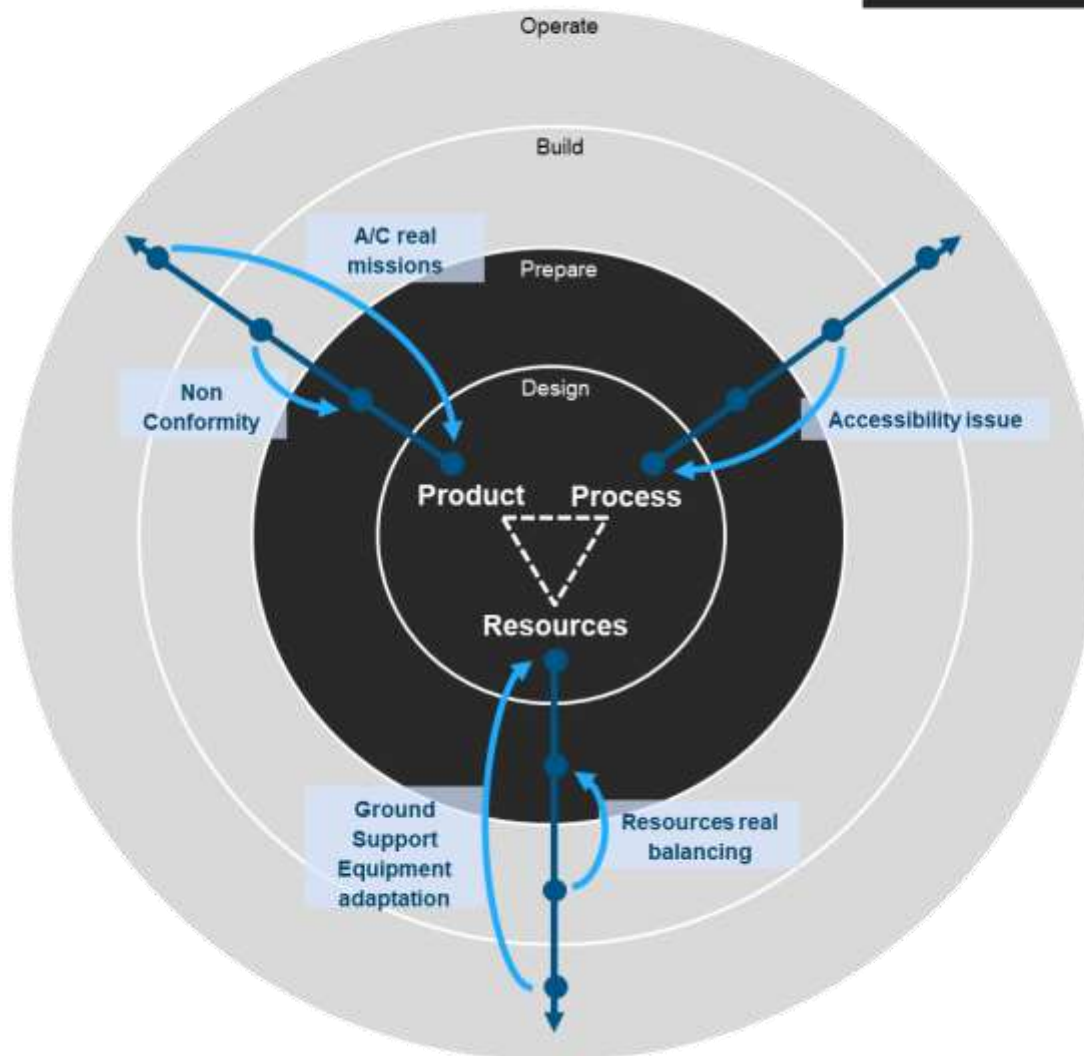 Operate
Build
A/C real
missions
Prepare
Non
Conformity
Design
Accessibility issue
Product
Process
Resources
Ground
Support
Equipment
adaptation
Resources real
balancing